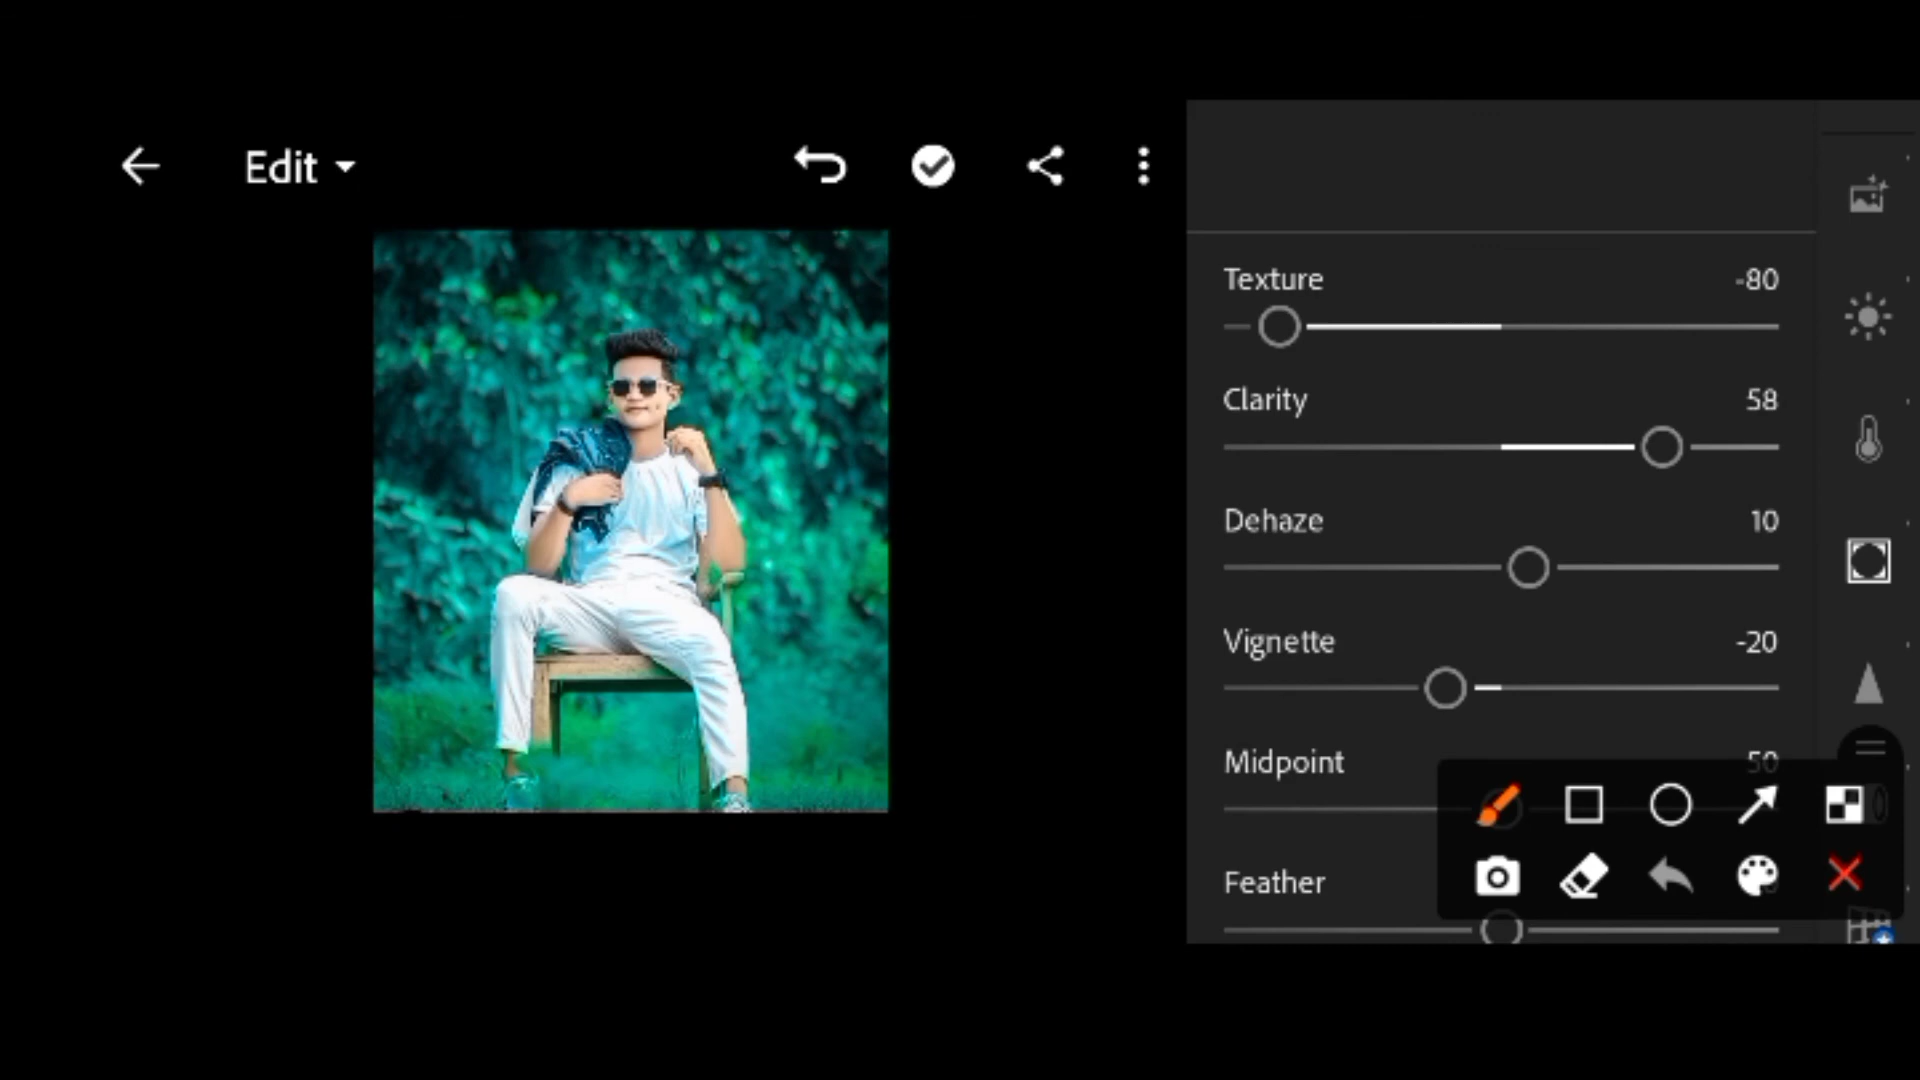 Edit
Texture -80
Clarity 58
Dehaze 10
Vignette -20
Midpoint 50
Feather